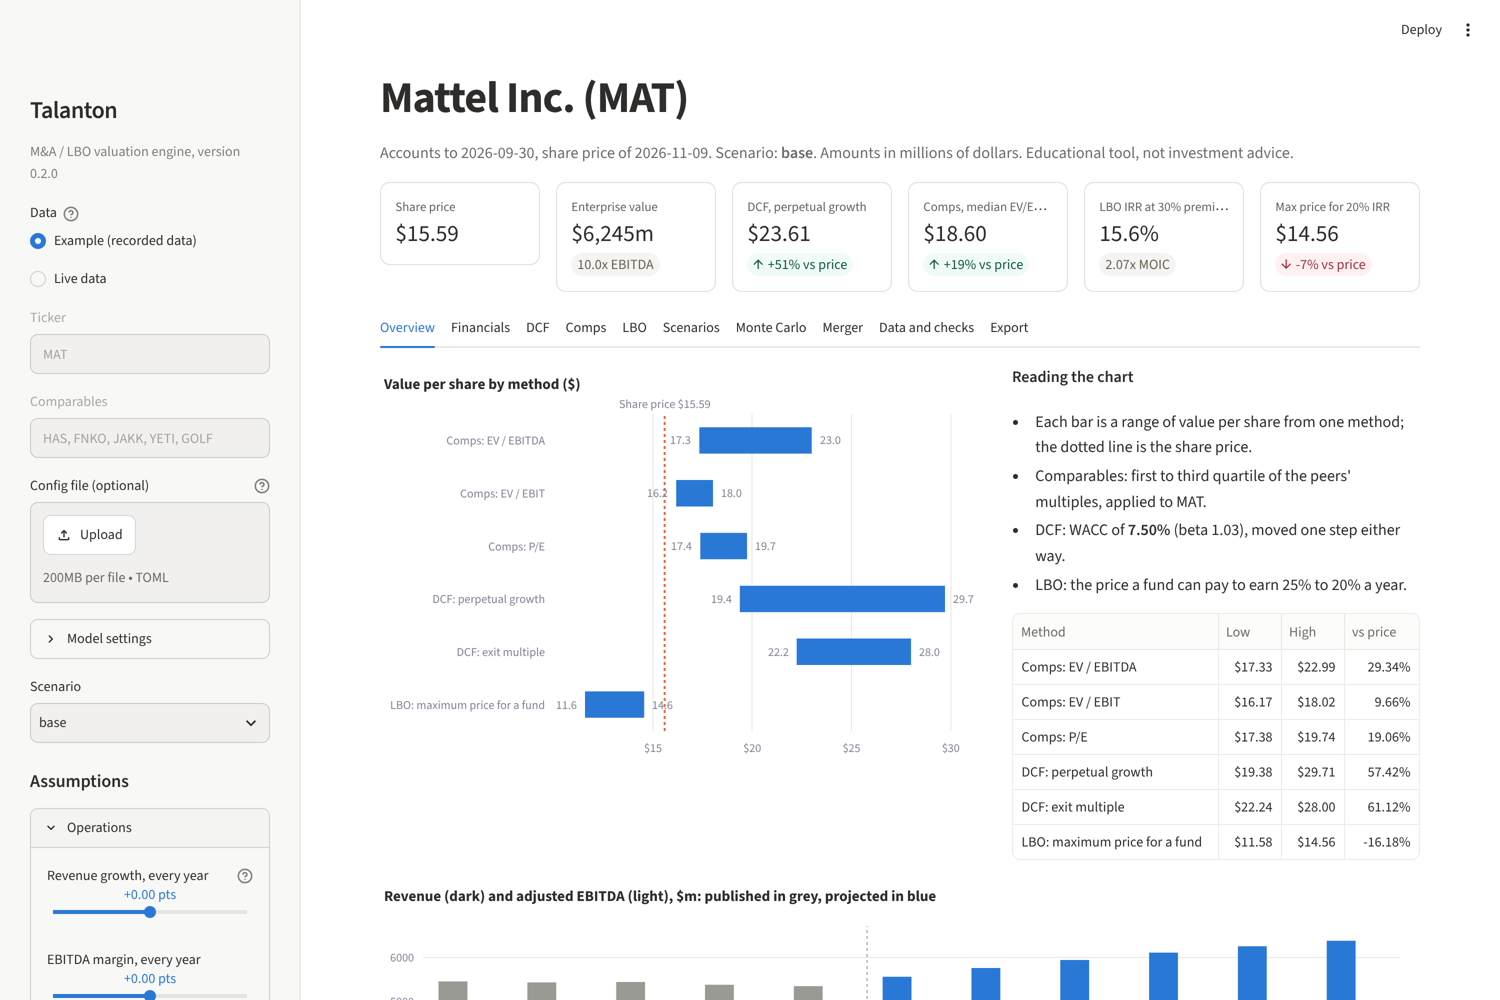 Deploy
Talanton
M&A / LBO valuation engine, version
0.2.0
Data
Example (recorded data)
Live data
Ticker
MAT
Comparables
HAS, FNKO, JAKK, YETI, GOLF
Config file (optional)
Upload
200MB per file • TOML
Model settings
Scenario
base
Assumptions
Operations
Revenue growth, every year
+0.00 pts
EBITDA margin, every year
+0.00 pts
Mattel Inc. (MAT)
Accounts to 2026-09-30, share price of 2026-11-09. Scenario: base. Amounts in millions of dollars. Educational tool, not investment advice.
Share price
$15.59
Enterprise value
$6,245m
10.0x EBITDA
DCF, perpetual growth
$23.61
↑ +51% vs price
Comps, median EV/E…
$18.60
↑ +19% vs price
LBO IRR at 30% premi…
15.6%
2.07x MOIC
Max price for 20% IRR
$14.56
↓ -7% vs price
Overview Financials DCF Comps LBO Scenarios Monte Carlo Merger Data and checks Export
Value per share by method ($)
Share price $15.59
Comps: EV / EBITDA 17.3 23.0
Comps: EV / EBIT 16.2 18.0
Comps: P/E 17.4 19.7
DCF: perpetual growth 19.4 29.7
DCF: exit multiple 22.2 28.0
LBO: maximum price for a fund 11.6 14.6
$15 $20 $25 $30
Reading the chart
• Each bar is a range of value per share from one method;
the dotted line is the share price.
• Comparables: first to third quartile of the peers'
multiples, applied to MAT.
• DCF: WACC of 7.50% (beta 1.03), moved one step either
way.
• LBO: the price a fund can pay to earn 25% to 20% a year.
Method Low High vs price
Comps: EV / EBITDA $17.33 $22.99 29.34%
Comps: EV / EBIT $16.17 $18.02 9.66%
Comps: P/E $17.38 $19.74 19.06%
DCF: perpetual growth $19.38 $29.71 57.42%
DCF: exit multiple $22.24 $28.00 61.12%
LBO: maximum price for a fund $11.58 $14.56 -16.18%
Revenue (dark) and adjusted EBITDA (light), $m: published in grey, projected in blue
6000